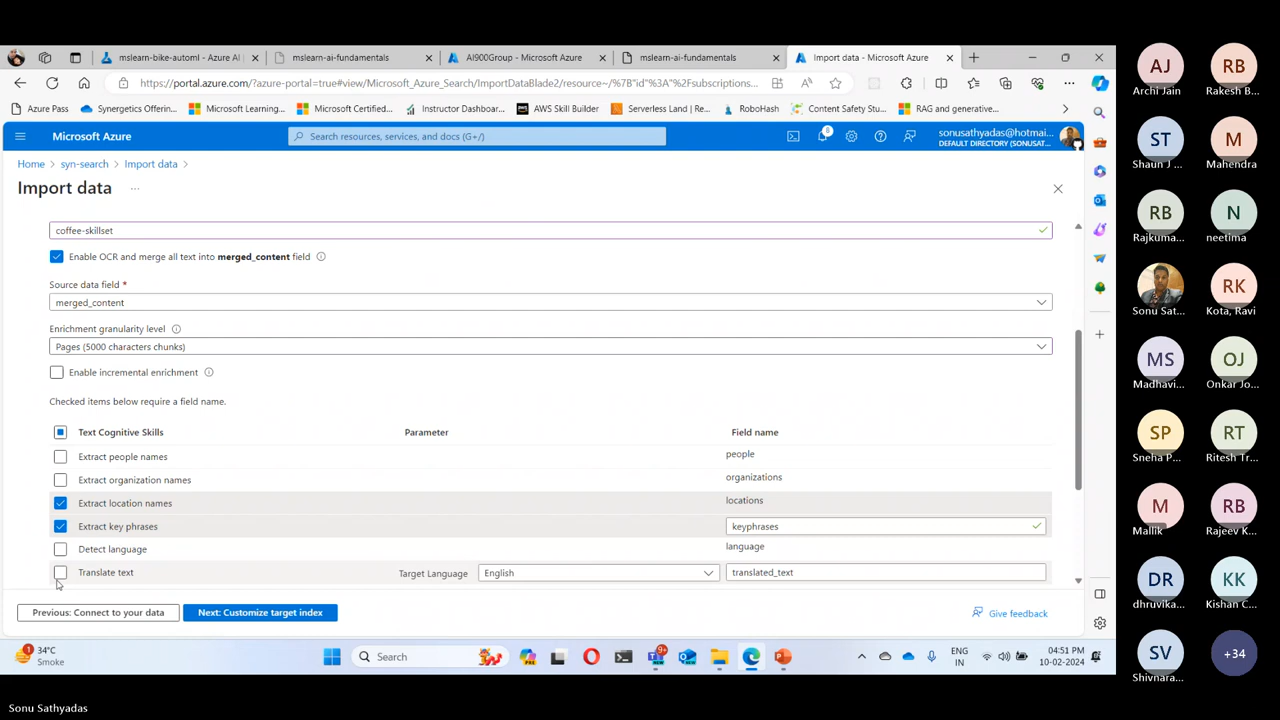 mslearn-bike-automl - Azure AI
mslearn-ai-fundamentals
AI900Group - Microsoft Azure
mslearn-ai-fundamentals
Import data - Microsoft Azure
https://portal.azure.com/?azure-portal=true#view/Microsoft_Azure_Search/ImportDataBlade2/resource~/%7B"id"%3A"%2Fsubscriptions...
Azure Pass
Synergetics Offering...
Microsoft Learning...
Microsoft Certified...
Instructor Dashboar...
AWS Skill Builder
Serverless Land | Re...
RoboHash
Content Safety Stu...
RAG and generative...
Microsoft Azure
Search resources, services, and docs (G+/)
8
sonusathyadas@hotmai...
DEFAULT DIRECTORY (SONUSAT...
Home > syn-search > Import data >
Import data ...
coffee-skillset
Enable OCR and merge all text into merged_content field
Source data field *
merged_content
Enrichment granularity level
Pages (5000 characters chunks)
Enable incremental enrichment
Checked items below require a field name.
Text Cognitive Skills Parameter Field name
Extract people names people
Extract organization names organizations
Extract location names locations
Extract key phrases keyphrases
Detect language language
Translate text Target Language English translated_text
Previous: Connect to your data
Next: Customize target index
Give feedback
1
34°C
Smoke
Search
9+
ENG
IN
04:51 PM
10-02-2024
AJ
Archi Jain
RB
Rakesh B...
ST
Shaun J ...
M
Mahendra
RB
Rajkuma...
N
neetima
Sonu Sat...
RK
Kota, Ravi
MS
Madhavi...
OJ
Onkar Jo...
SP
Sneha P...
RT
Ritesh Tr...
M
Mallik
RB
Rajeev K...
DR
dhruvika...
KK
Kishan C...
SV
Shivnara...
+34
Sonu Sathyadas